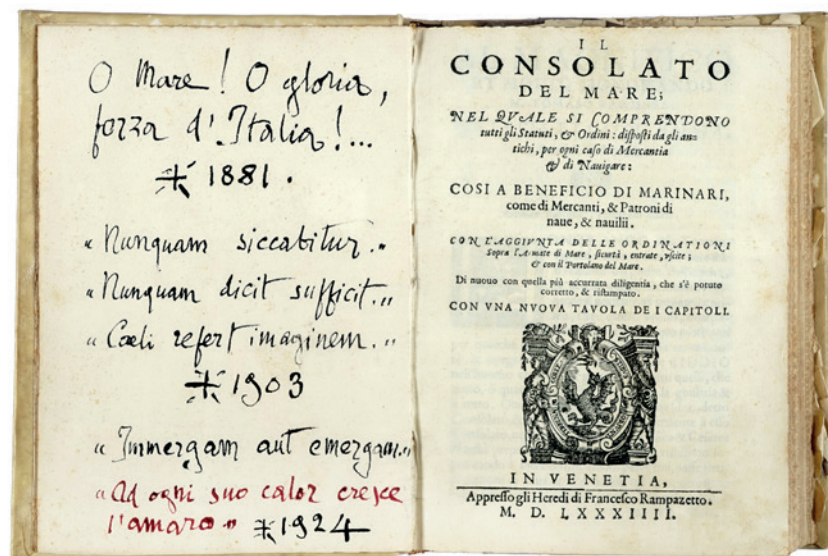 O Mare! O gloria,
forza d'Italia!...
1881.
"Nunquam siccabitur."
"Nunquam dicit sufficit."
"Cœli refert imaginem."
1903
"Immergam aut emergam."
"Ad ogni suo calor cresce
l'amaro" 1924
IL
CONSOLATO
DEL MARE;
NEL QVALE SI COMPRENDONO
tutti gli Statuti, & Ordini: disposti da gli an-
tichi, per ogni caso di Mercantia
& di Nauigare:
COSI A BENEFICIO DI MARINARI,
come di Mercanti, & Patroni di
naue, & nauilii.
CON L'AGGIVNTA DELLE ORDINATIONI
Sopra l'Armate di Mare, sicurtà, entrate, vscite;
& con il Portolano del Mare.
Di nuouo con quella più accurata diligentia, che s'è potuto
corretto, & ristampato.
CON VNA NVOVA TAVOLA DE I CAPITOLI.
IN VENETIA,
Appresso gli Heredi di Francesco Rampazetto.
M. D. LXXXIIII.